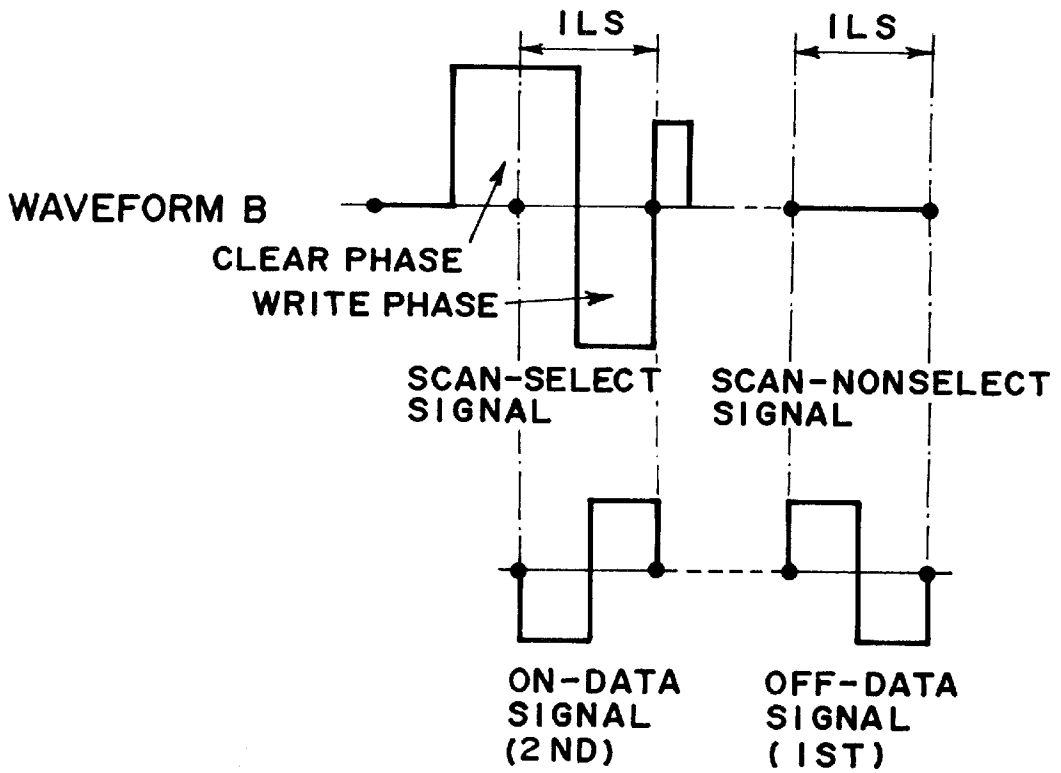 ILS
ILS
WAVEFORM B
CLEAR PHASE
WRITE PHASE
SCAN-SELECT
SIGNAL
SCAN-NONSELECT
SIGNAL
ON-DATA
SIGNAL
(2ND)
OFF-DATA
SIGNAL
(1ST)